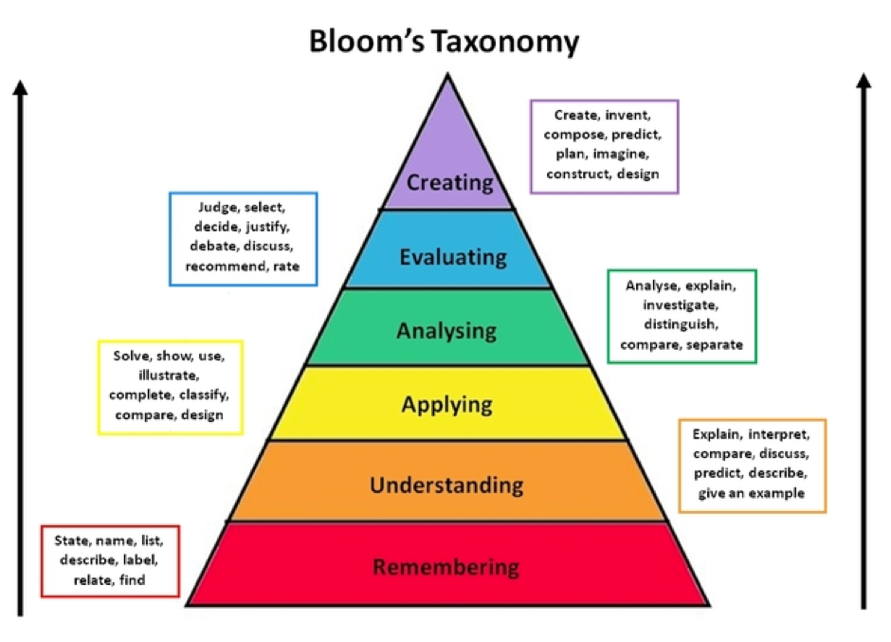 Bloom's Taxonomy
Create, invent,
compose, predict,
plan, imagine,
construct, design
Creating
Judge, select,
decide, justify,
debate, discuss,
recommend, rate
Evaluating
Analyse, explain,
investigate,
distinguish,
compare, separate
Analysing
Solve, show, use,
illustrate,
complete, classify,
compare, design
Applying
Explain, interpret,
compare, discuss,
predict, describe,
give an example
Understanding
State, name, list,
describe, label,
relate, find
Remembering